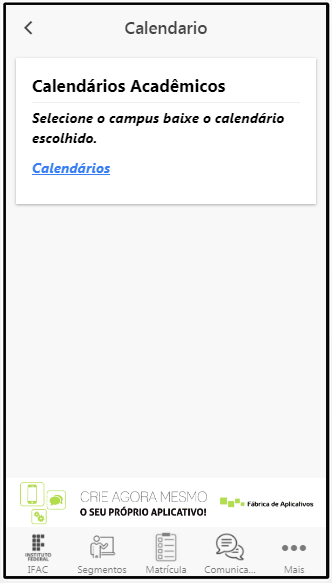 Calendario
Calendários Acadêmicos
Selecione o campus baixe o calendário
escolhido.
Calendários
CRIE AGORA MESMO
O SEU PRÓPRIO APLICATIVO!
Fábrica de Aplicativos
INSTITUTO
FEDERAL
IFAC
Segmentos
Matrícula
Comunica...
Mais